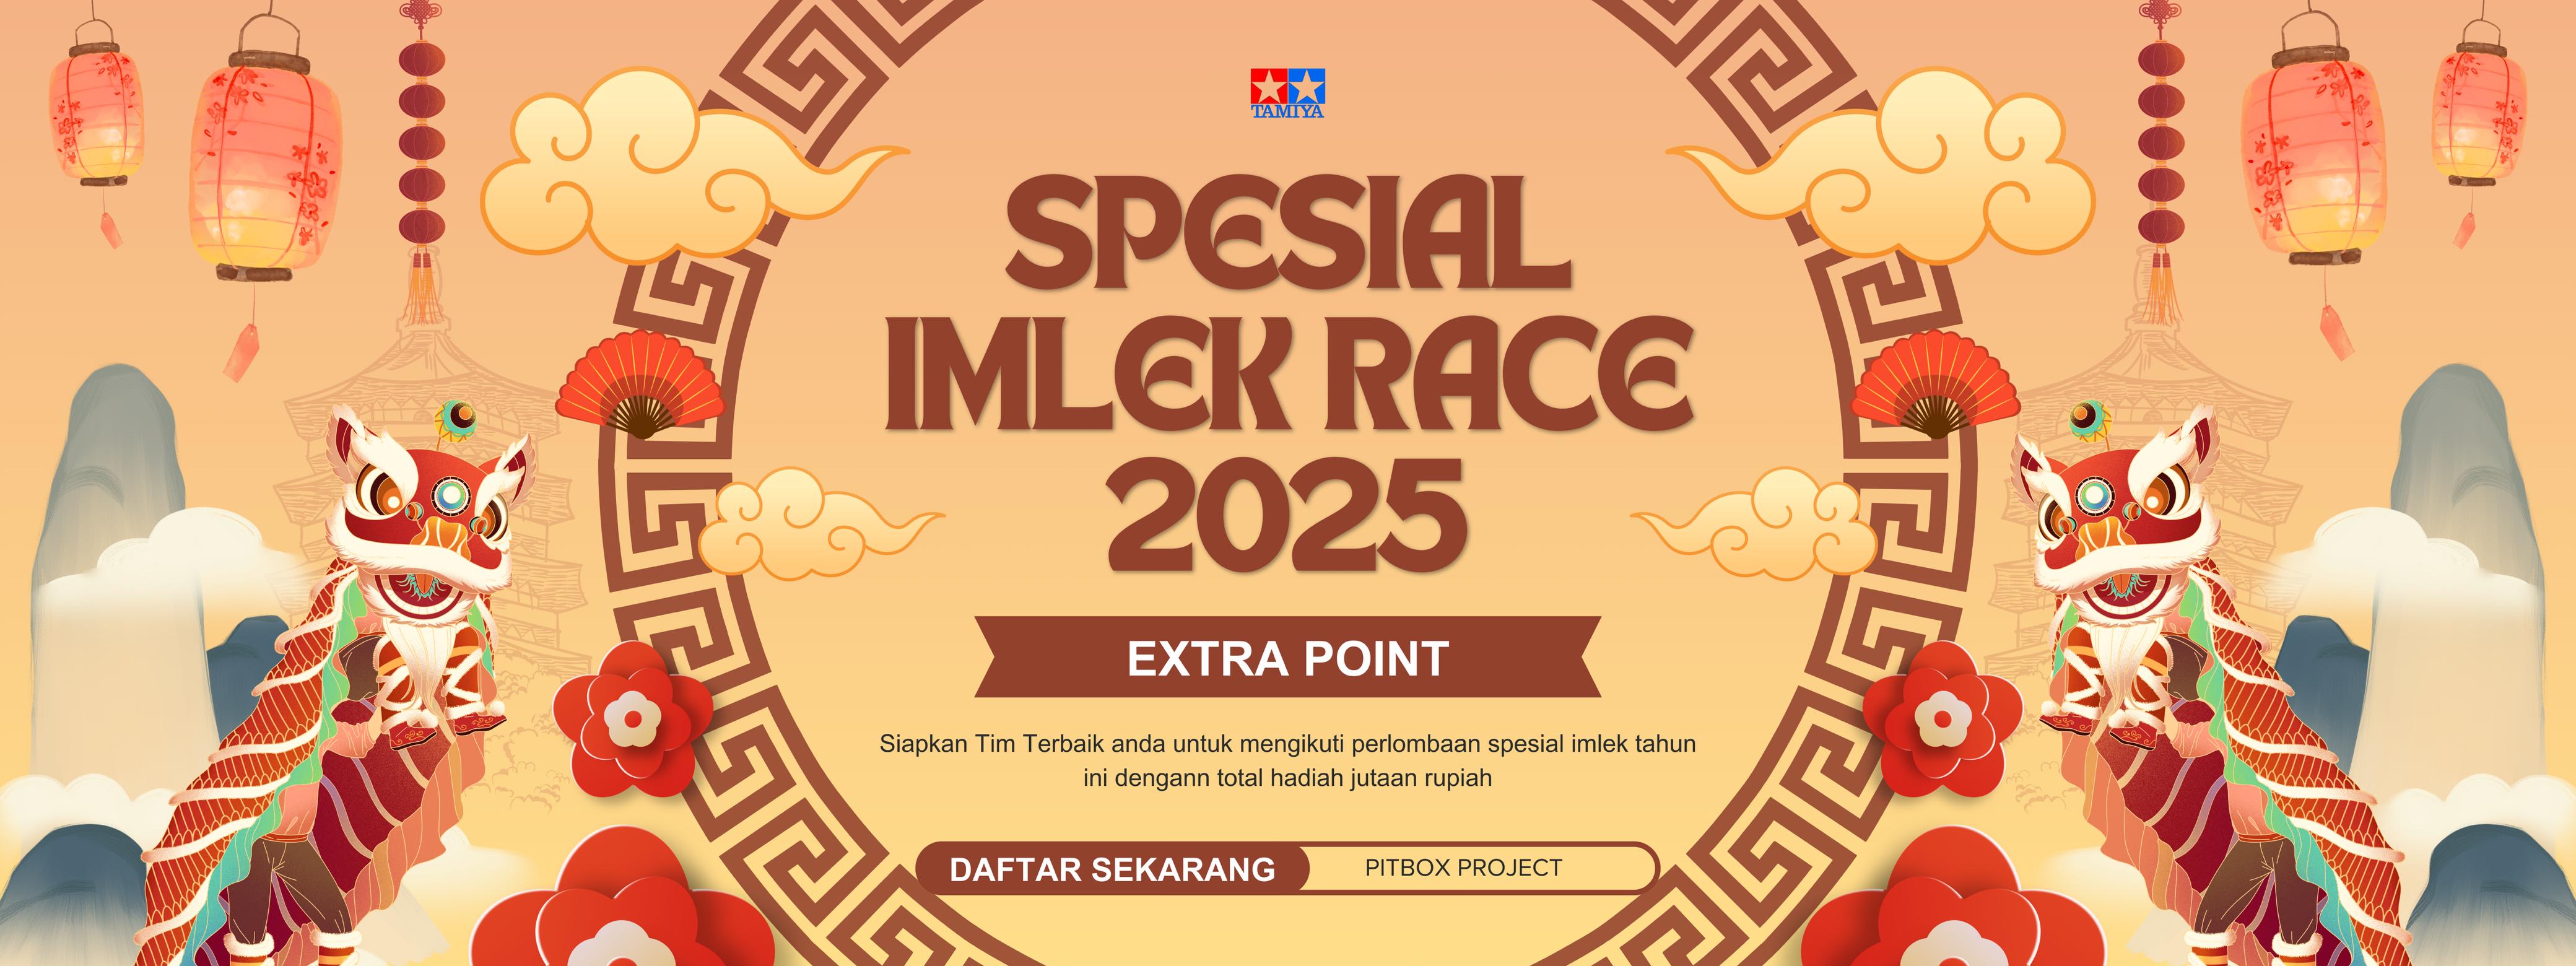 TAMIYA
SPESIAL
IMLEK RACE
2025
EXTRA POINT
Siapkan Tim Terbaik anda untuk mengikuti perlombaan spesial imlek tahun
ini dengann total hadiah jutaan rupiah
DAFTAR SEKARANG PITBOX PROJECT